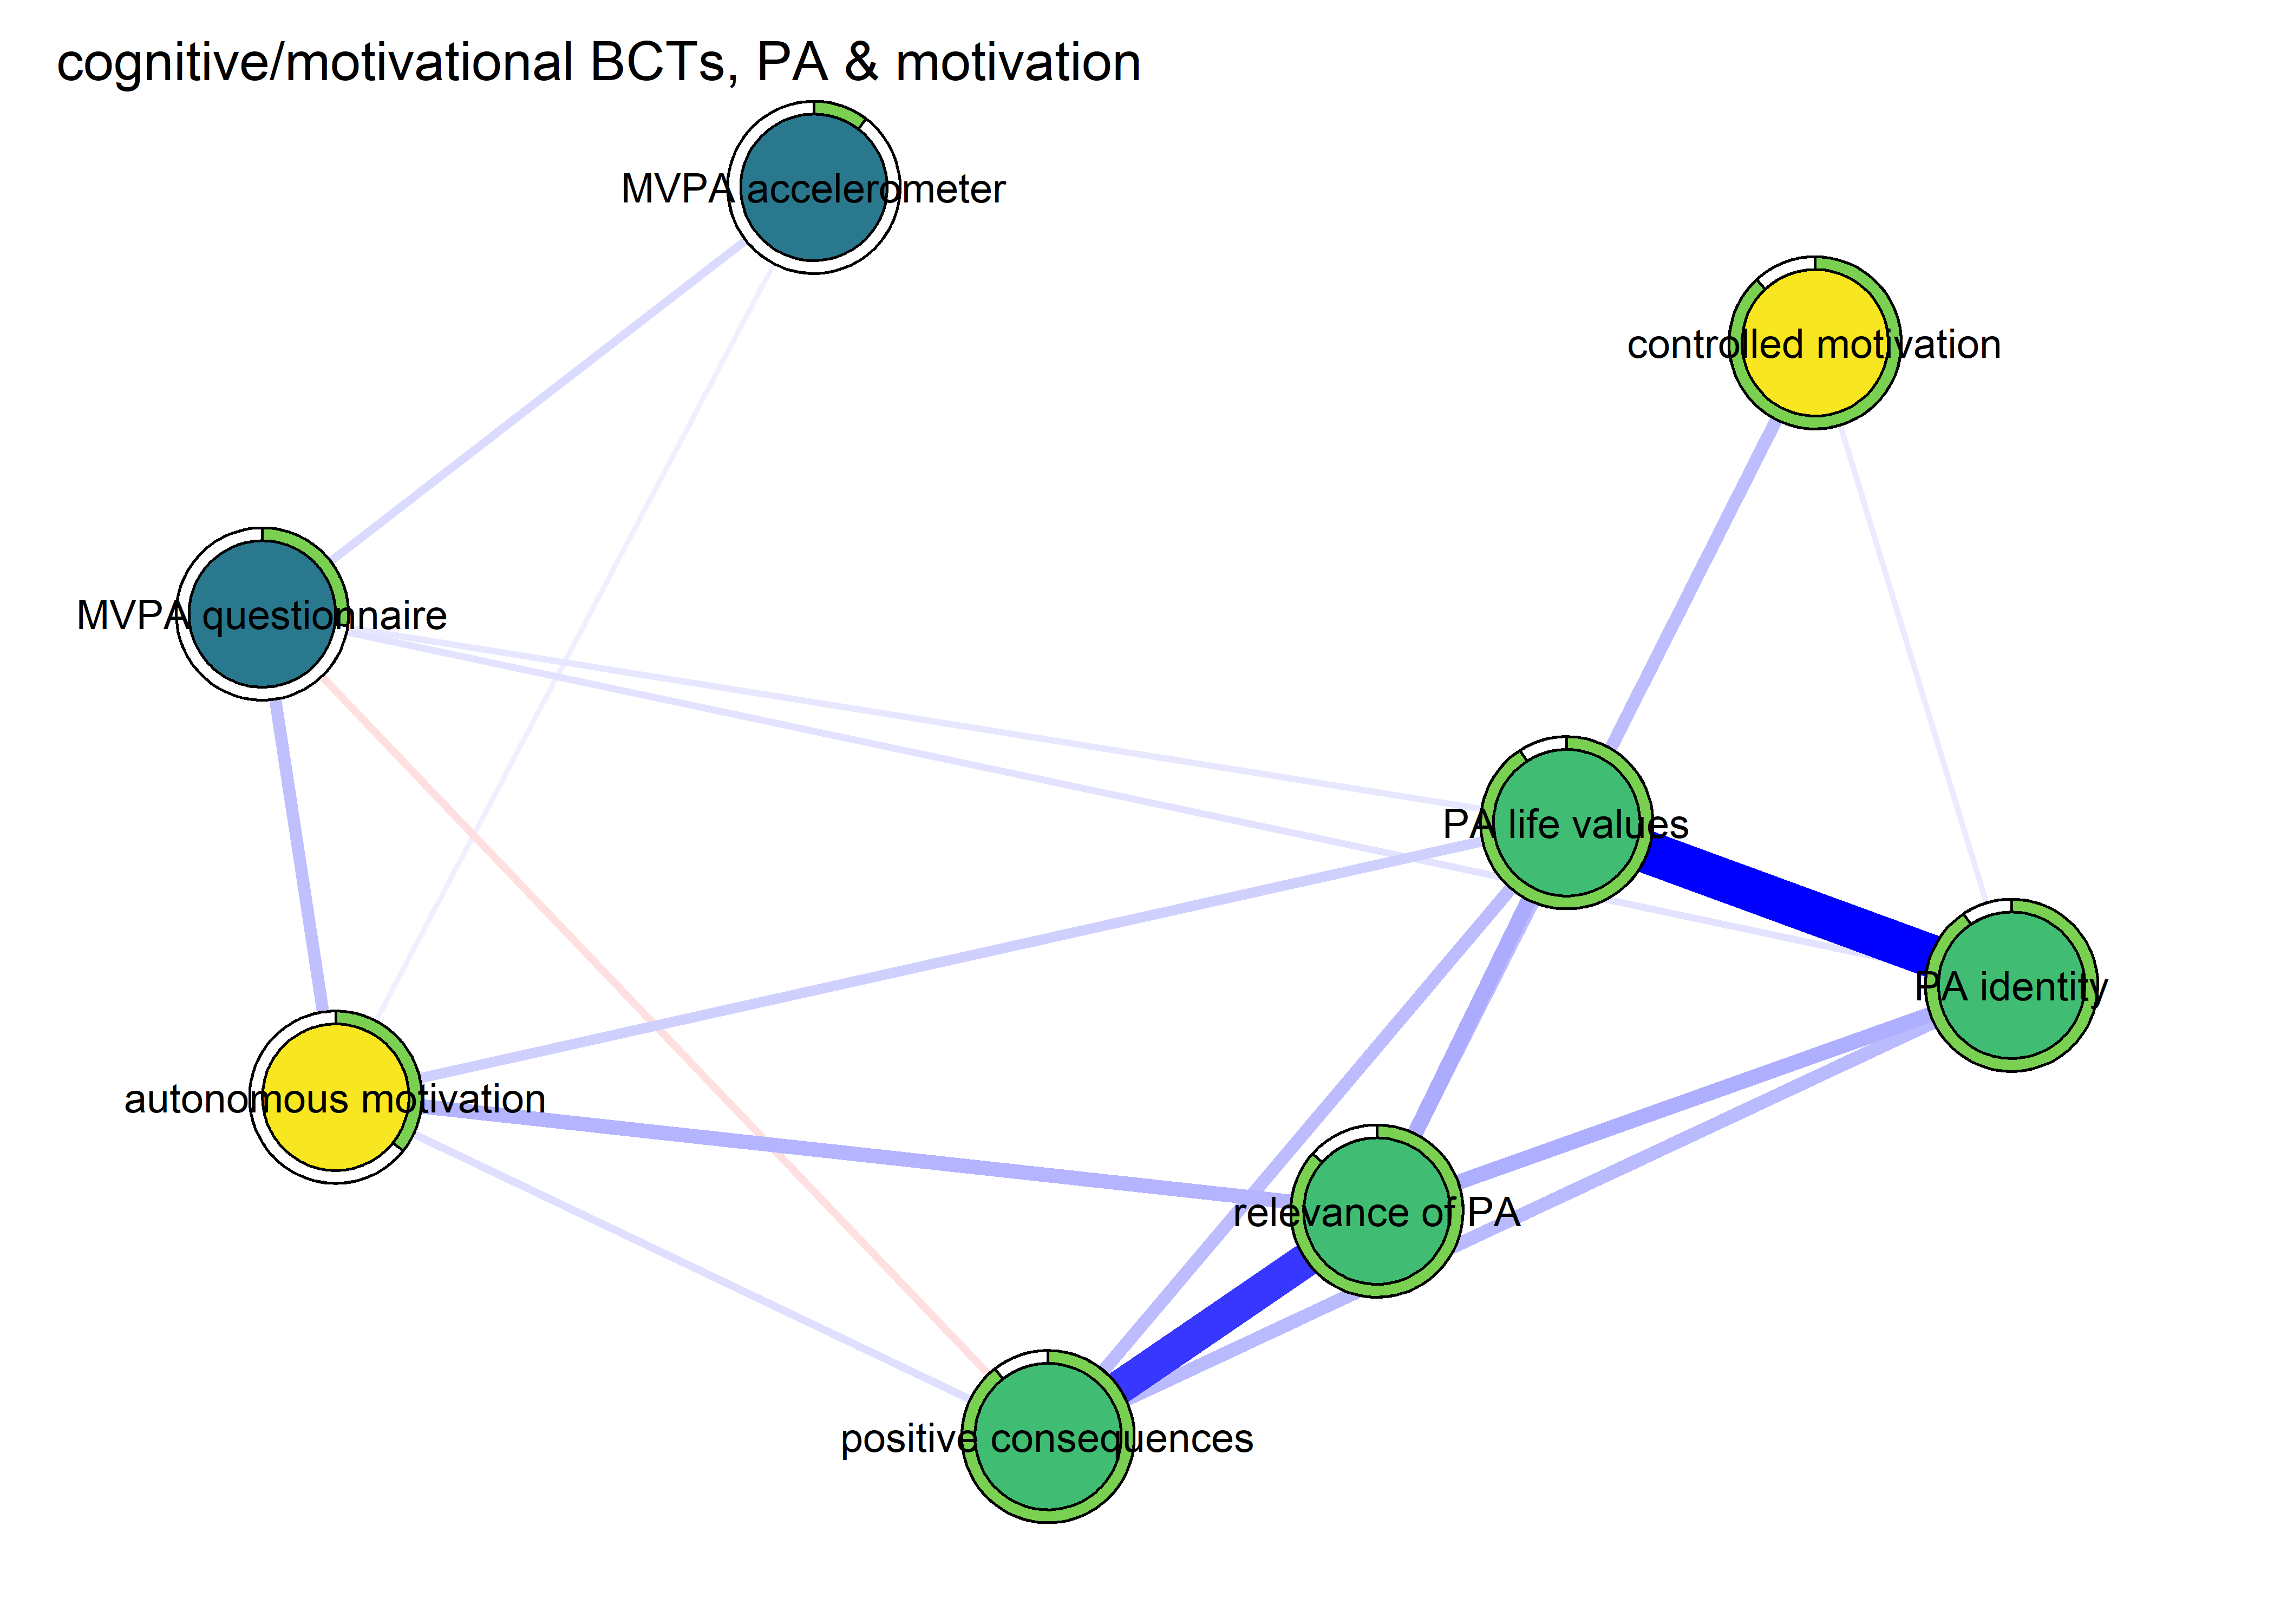 cognitive/motivational BCTs, PA & motivation
MVPA accelerometer
controlled motivation
MVPA questionnaire
PA life values
PA identity
autonomous motivation
relevance of PA
positive consequences